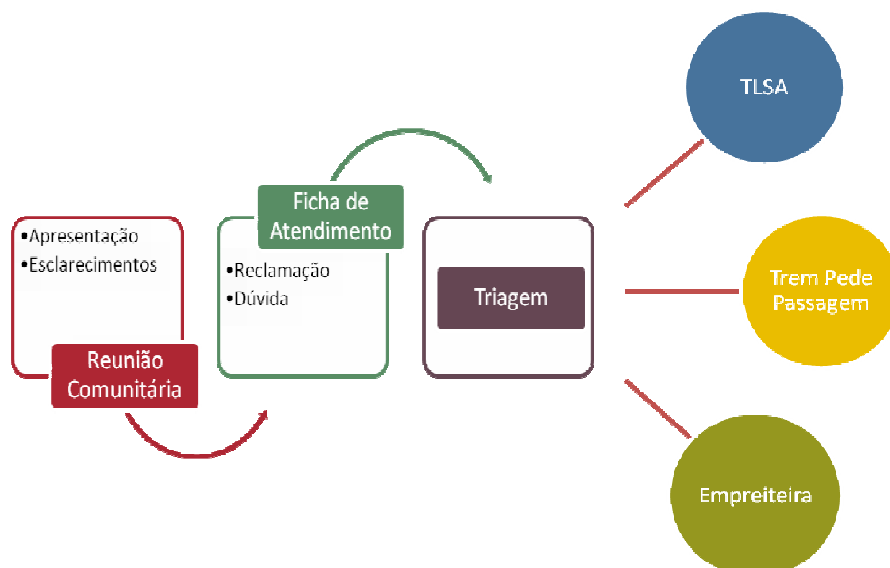 •Apresentação
•Esclarecimentos
Reunião
Comunitária
Ficha de
Atendimento
•Reclamação
•Dúvida
Triagem
TLSA
Trem Pede
Passagem
Empreiteira